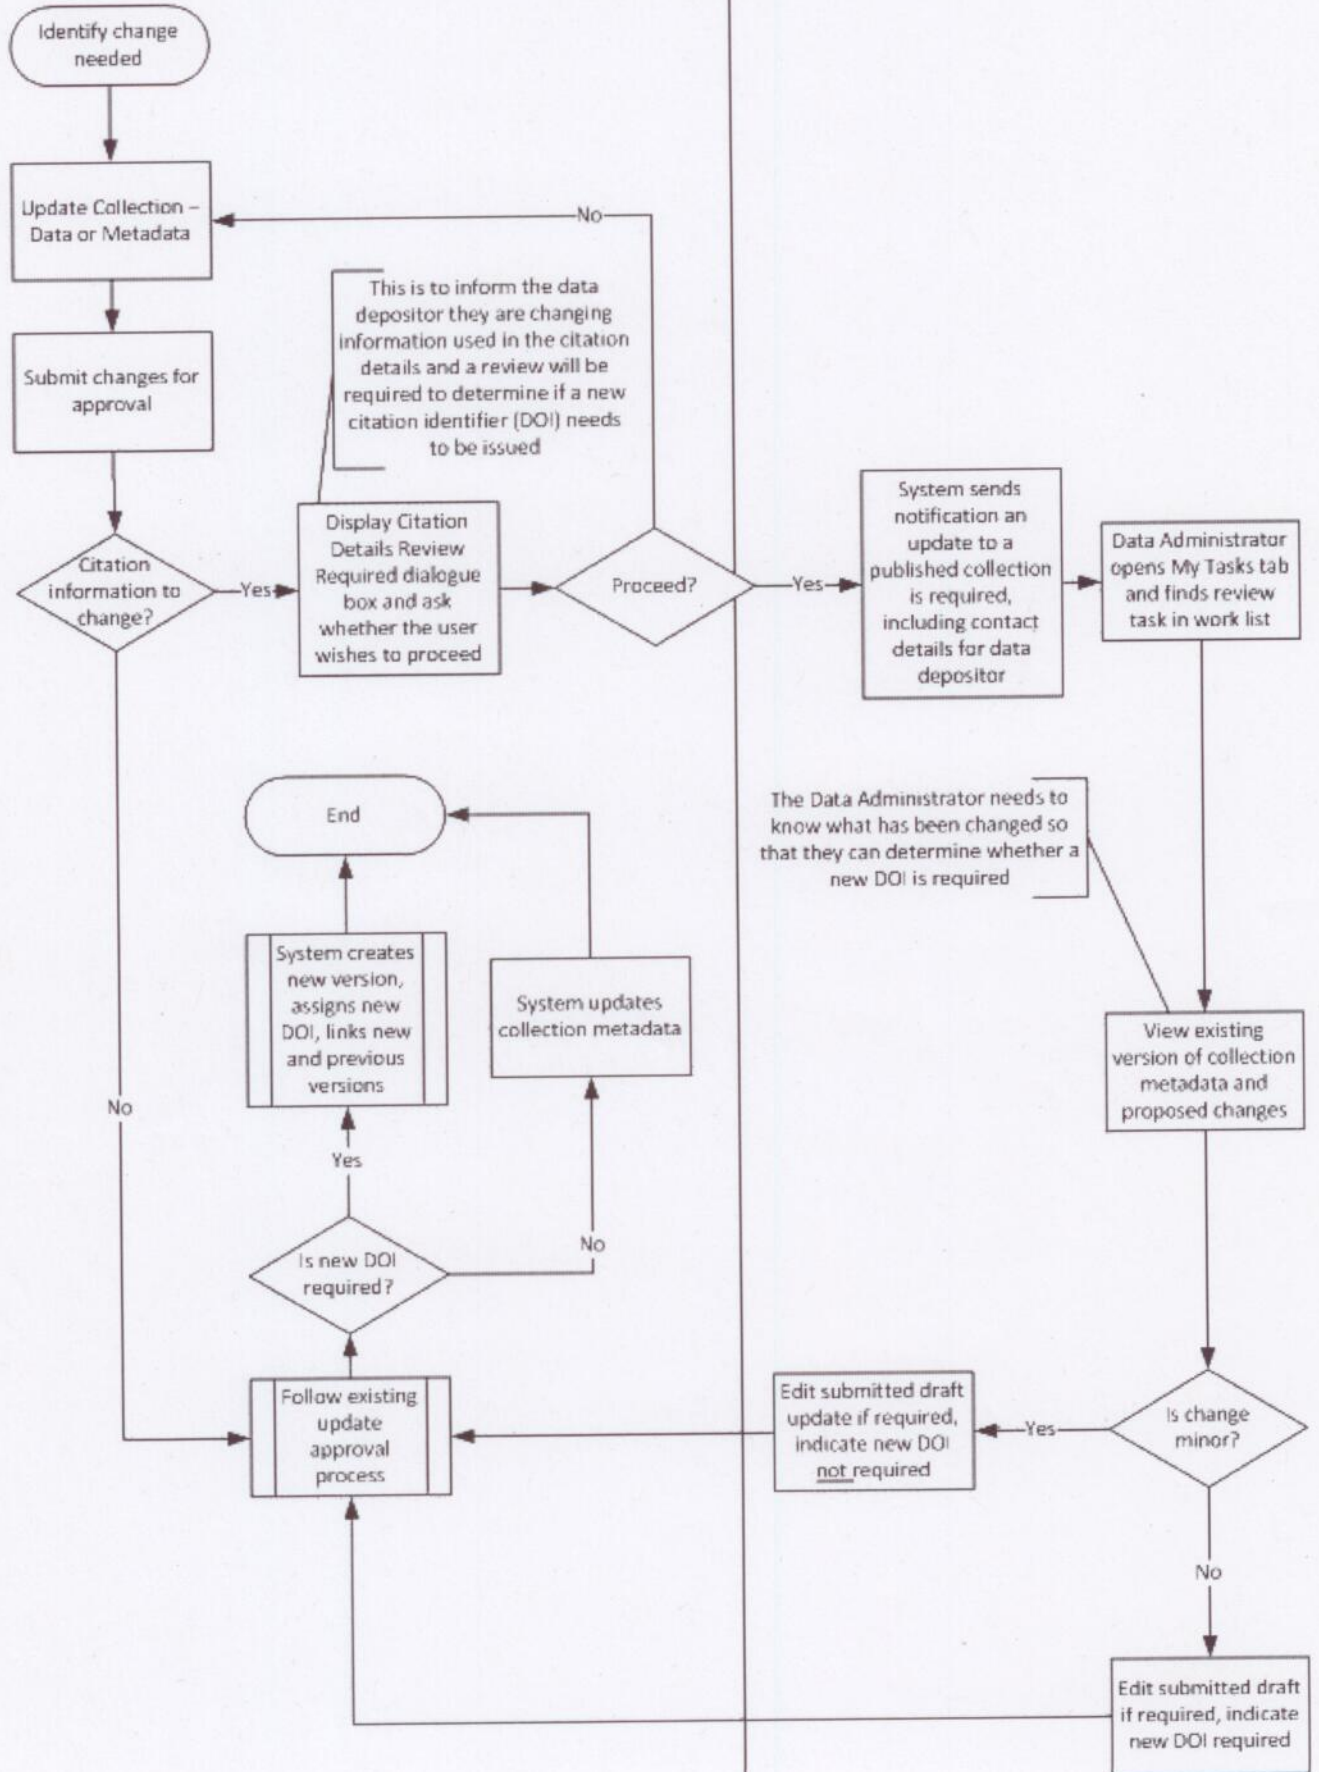 Identify change
needed
Update Collection –
Data or Metadata
No
This is to inform the data
depositor they are changing
information used in the citation
details and a review will be
required to determine if a new
citation identifier (DOI) needs
to be issued
Submit changes for
approval
Citation
information to
change?
Yes
Display Citation
Details Review
Required dialogue
box and ask
whether the user
wishes to proceed
Proceed?
Yes
System sends
notification an
update to a
published collection
is required,
including contact
details for data
depositor
Data Administrator
opens My Tasks tab
and finds review
task in work list
The Data Administrator needs to
know what has been changed so
that they can determine whether a
new DOI is required
View existing
version of collection
metadata and
proposed changes
End
System creates
new version,
assigns new
DOI, links new
and previous
versions
System updates
collection metadata
No
Yes
No
Is new DOI
required?
Follow existing
update
approval
process
Edit submitted draft
update if required,
indicate new DOI
not required
Yes
Is change
minor?
No
Edit submitted draft
if required, indicate
new DOI required